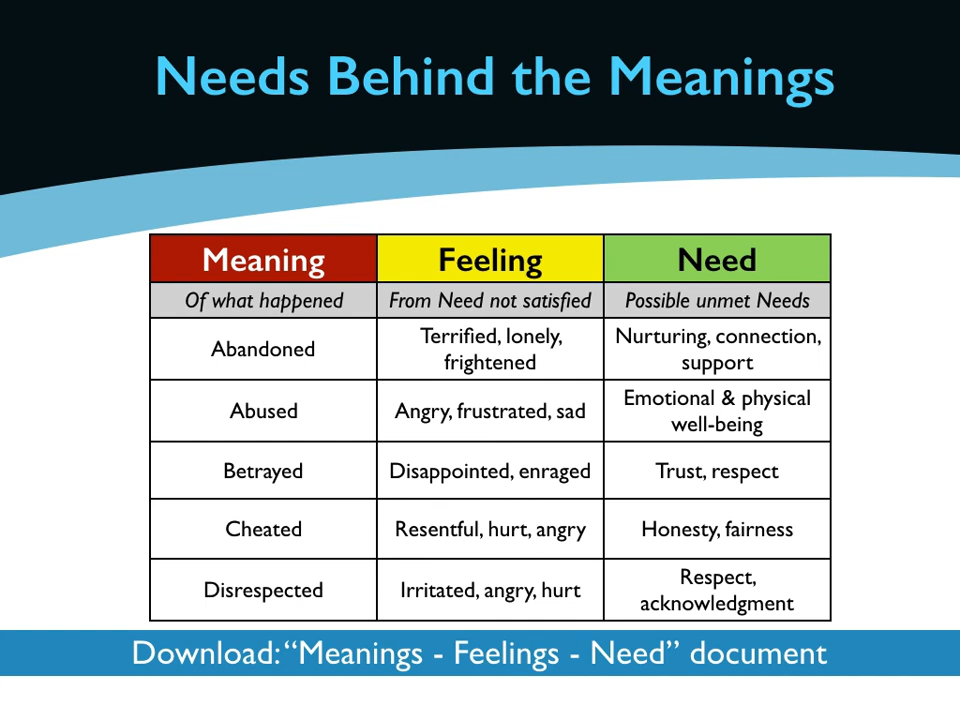 Needs Behind the Meanings
Meaning Feeling Need
Of what happened From Need not satisfied Possible unmet Needs
Abandoned
Terrified, lonely,
frightened
Nurturing, connection,
support
Abused
Angry, frustrated, sad
Emotional & physical
well-being
Betrayed
Disappointed, enraged
Trust, respect
Cheated
Resentful, hurt, angry
Honesty, fairness
Disrespected
Irritated, angry, hurt
Respect,
acknowledgment
Download: “Meanings - Feelings - Need” document